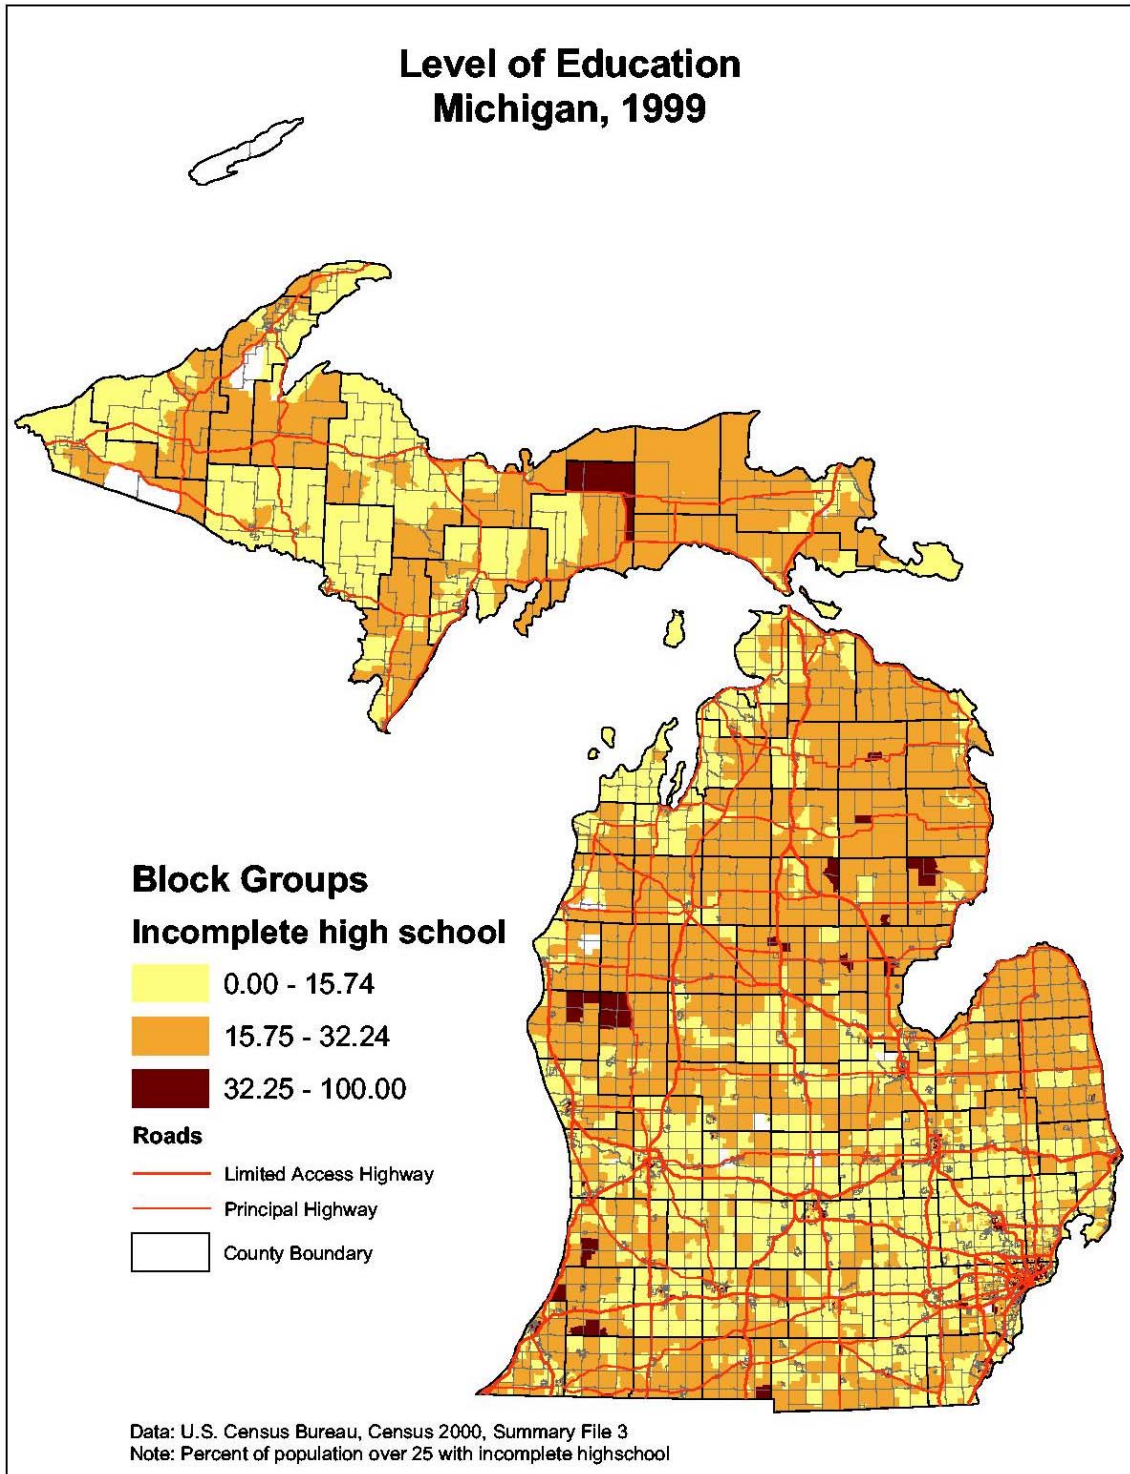 Level of Education
Michigan, 1999
Block Groups
Incomplete high school
0.00 - 15.74
15.75 - 32.24
32.25 - 100.00
Roads
Limited Access Highway
Principal Highway
County Boundary
Data: U.S. Census Bureau, Census 2000, Summary File 3
Note: Percent of population over 25 with incomplete highschool